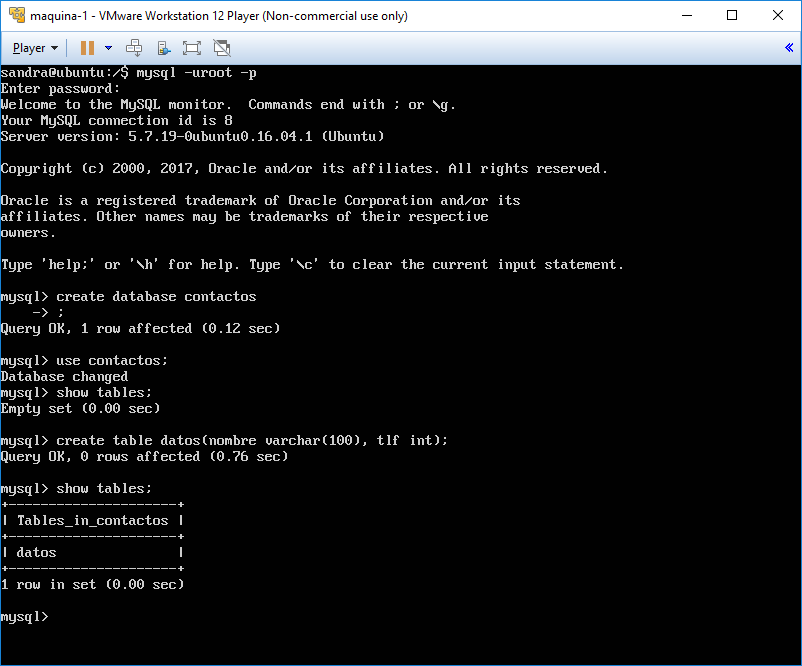 maquina-1 - VMware Workstation 12 Player (Non-commercial use only)
Player
sandra@ubuntu:/$ mysql -uroot -p
Enter password:
Welcome to the MySQL monitor.  Commands end with ; or \g.
Your MySQL connection id is 8
Server version: 5.7.19-0ubuntu0.16.04.1 (Ubuntu)
Copyright (c) 2000, 2017, Oracle and/or its affiliates. All rights reserved.
Oracle is a registered trademark of Oracle Corporation and/or its
affiliates. Other names may be trademarks of their respective
owners.
Type 'help;' or '\h' for help. Type '\c' to clear the current input statement.
mysql> create database contactos
    -> ;
Query OK, 1 row affected (0.12 sec)
mysql> use contactos;
Database changed
mysql> show tables;
Empty set (0.00 sec)
mysql> create table datos(nombre varchar(100), tlf int);
Query OK, 0 rows affected (0.76 sec)
mysql> show tables;
+---------------------+
| Tables_in_contactos |
+---------------------+
| datos               |
+---------------------+
1 row in set (0.00 sec)
mysql>